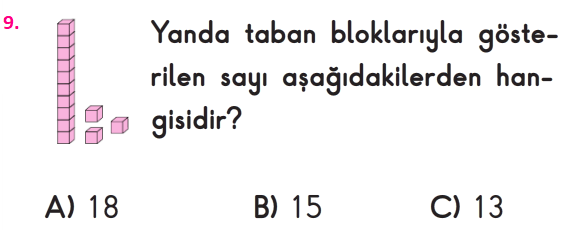 9.
Yanda taban bloklarıyla göste-
rilen sayı aşağıdakilerden han-
gisidir?
A) 18 B) 15 C) 13